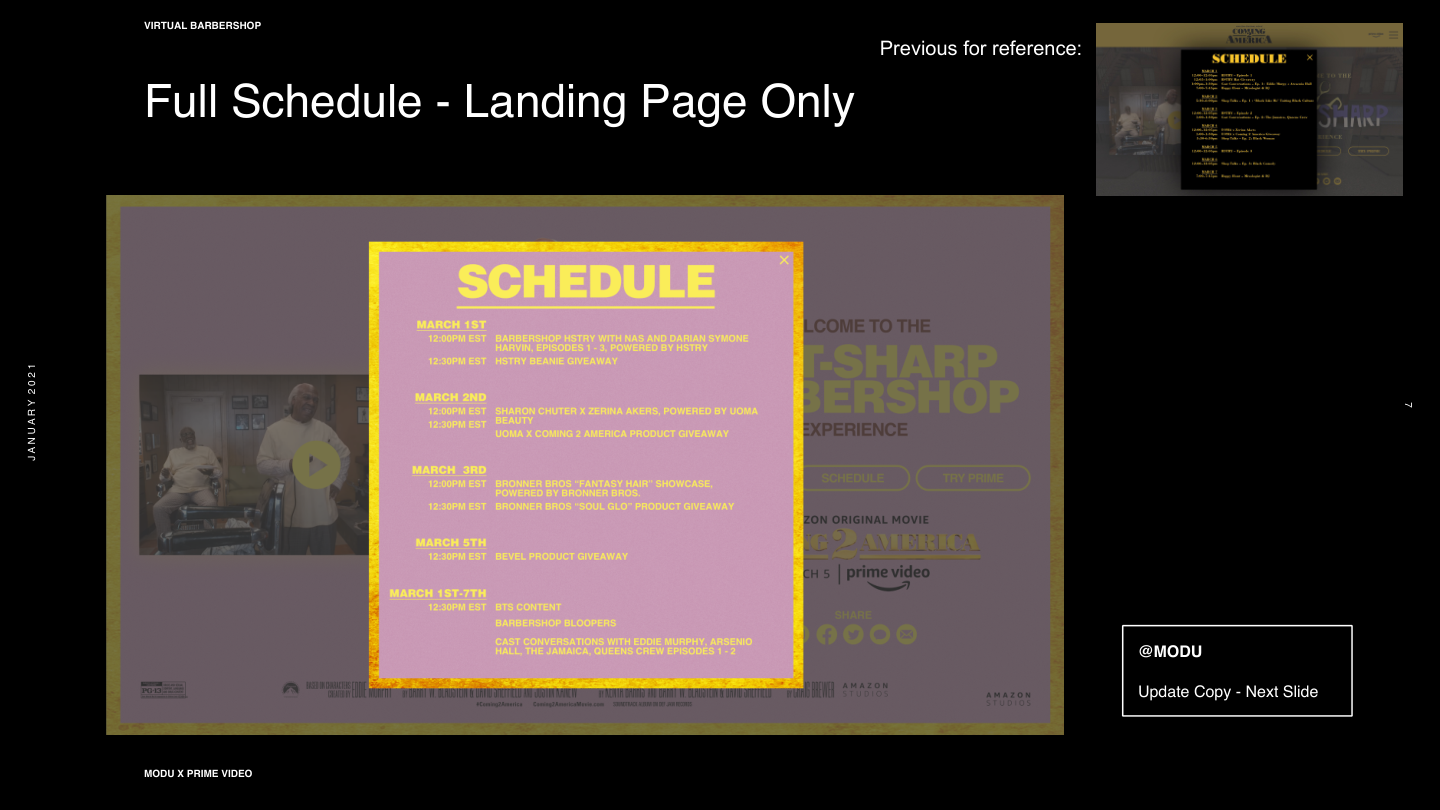 VIRTUAL BARBERSHOP
Previous for reference:
Full Schedule - Landing Page Only
COMING
AMERICA
SCHEDULE
SHARP
JANUARY 2021
SCHEDULE
MARCH 1ST
12:00PM EST BARBERSHOP HSTRY WITH NAS AND DARIAN SYMONE
HARVIN, EPISODES 1 - 3, POWERED BY HSTRY
12:30PM EST HSTRY BEANIE GIVEAWAY
MARCH 2ND
12:00PM EST SHARON CHUTER X ZERINA AKERS, POWERED BY UOMA
BEAUTY
12:30PM EST
UOMA X COMING 2 AMERICA PRODUCT GIVEAWAY
MARCH 3RD
12:00PM EST BRONNER BROS “FANTASY HAIR” SHOWCASE,
POWERED BY BRONNER BROS.
12:30PM EST BRONNER BROS “SOUL GLO” PRODUCT GIVEAWAY
MARCH 5TH
12:30PM EST BEVEL PRODUCT GIVEAWAY
MARCH 1ST-7TH
12:30PM EST BTS CONTENT
BARBERSHOP BLOOPERS
CAST CONVERSATIONS WITH EDDIE MURPHY, ARSENIO
HALL, THE JAMAICA, QUEENS CREW EPISODES 1 - 2
LCOME TO THE
T-SHARP
BERSHOP
EXPERIENCE
SCHEDULE
TRY PRIME
ZON ORIGINAL MOVIE
G 2 AMERICA
CH 5 | prime video
SHARE
PG-13
AMAZON
STUDIOS
AMAZON
STUDIOS
#Coming2America Coming2AmericaMovie.com
7
@MODU
Update Copy - Next Slide
MODU X PRIME VIDEO